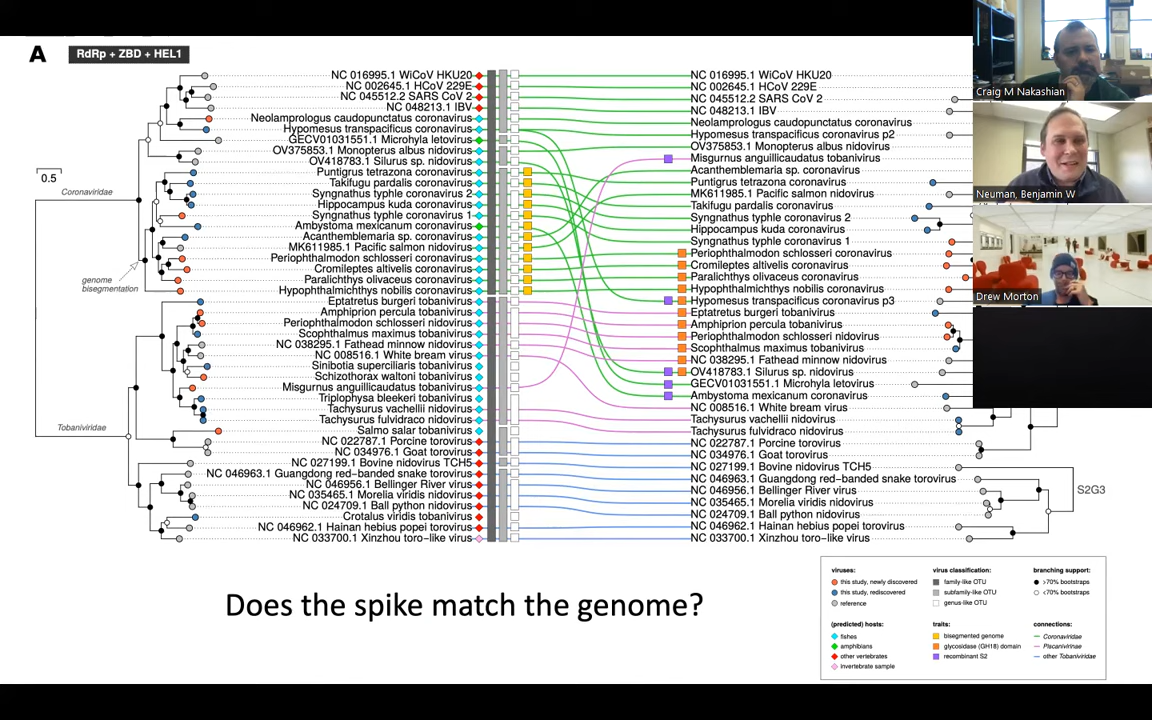 A
RdRp + ZBD + HEL1
NC 016995.1 WiCoV HKU20
NC 002645.1 HCoV 229E
NC 045512.2 SARS CoV 2
NC 048213.1 IBV
Neolamprologus caudopunctatus coronavirus
Hypomesus transpacificus coronavirus
GECV01031551.1 Microhyla letovirus
OV375853.1 Monopterus albus nidovirus
OV418783.1 Silurus sp. nidovirus
Puntigrus tetrazona coronavirus
Takifugu pardalis coronavirus
Syngnathus typhle coronavirus 2
Hippocampus kuda coronavirus
Syngnathus typhle coronavirus 1
Ambystoma mexicanum coronavirus
Acanthemblemaria sp. coronavirus
MK611985.1 Pacific salmon nidovirus
Periophthalmodon schlosseri coronavirus
Cromileptes altivelis coronavirus
Paralichthys olivaceus coronavirus
Hypophthalmichthys nobilis coronavirus
Eptatretus burgeri tobanivirus
Amphiprion percula tobanivirus
Periophthalmodon schlosseri nidovirus
Scophthalmus maximus tobanivirus
NC 038295.1 Fathead minnow nidovirus
NC 008516.1 White bream virus
Sinibotia superciliaris tobanivirus
Schizothorax waltoni tobanivirus
Misgurnus anguillicaudatus tobanivirus
Triplophysa bleekeri tobanivirus
Tachysurus vachellii nidovirus
Tachysurus fulvidraco nidovirus
Salmo salar tobanivirus
NC 022787.1 Porcine torovirus
NC 034976.1 Goat torovirus
NC 027199.1 Bovine nidovirus TCH5
NC 046963.1 Guangdong red-banded snake torovirus
NC 046956.1 Bellinger River virus
NC 035465.1 Morelia viridis nidovirus
NC 024709.1 Ball python nidovirus
Crotalus viridis tobanivirus
NC 046962.1 Hainan hebius popei torovirus
NC 033700.1 Xinzhou toro-like virus
0.5
Coronaviridae
genome
bisegmentation
Tobaniviridae
NC 016995.1 WiCoV HKU20
NC 002645.1 HCoV 229E
NC 045512.2 SARS CoV 2
NC 048213.1 IBV
Neolamprologus caudopunctatus coronavirus
Hypomesus transpacificus coronavirus p2
OV375853.1 Monopterus albus nidovirus
Misgurnus anguillicaudatus tobanivirus
Acanthemblemaria sp. coronavirus
Puntigrus tetrazona coronavirus
MK611985.1 Pacific salmon nidovirus
Takifugu pardalis coronavirus
Syngnathus typhle coronavirus 2
Hippocampus kuda coronavirus
Syngnathus typhle coronavirus 1
Periophthalmodon schlosseri coronavirus
Cromileptes altivelis coronavirus
Paralichthys olivaceus coronavirus
Hypophthalmichthys nobilis coronavirus
Hypomesus transpacificus coronavirus p3
Eptatretus burgeri tobanivirus
Amphiprion percula tobanivirus
Periophthalmodon schlosseri nidovirus
Scophthalmus maximus tobanivirus
NC 038295.1 Fathead minnow nidovirus
OV418783.1 Silurus sp. nidovirus
GECV01031551.1 Microhyla letovirus
Ambystoma mexicanum coronavirus
NC 008516.1 White bream virus
Tachysurus vachellii nidovirus
Tachysurus fulvidraco nidovirus
NC 022787.1 Porcine torovirus
NC 034976.1 Goat torovirus
NC 027199.1 Bovine nidovirus TCH5
NC 046963.1 Guangdong red-banded snake torovirus
NC 046956.1 Bellinger River virus
NC 035465.1 Morelia viridis nidovirus
NC 024709.1 Ball python nidovirus
NC 046962.1 Hainan hebius popei torovirus
NC 033700.1 Xinzhou toro-like virus
S2G3
Craig M Nakashian
Neuman, Benjamin W
Drew Morton
Does the spike match the genome?
viruses:
this study, newly discovered
this study, rediscovered
reference
virus classification:
family-like OTU
subfamily-like OTU
genus-like OTU
branching support:
>70% bootstraps
<70% bootstraps
(predicted) hosts:
fishes
amphibians
other vertebrates
invertebrate sample
traits:
bisegmented genome
glycosidase (GH18) domain
recombinant S2
connections:
Coronaviridae
Piscanivirinae
other Tobaniviridae